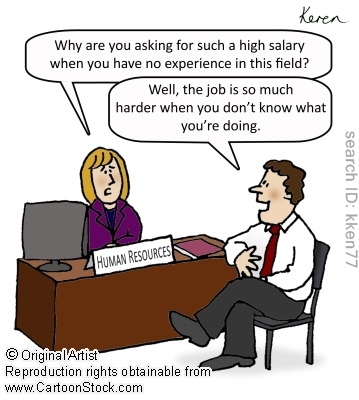 Keren
Why are you asking for such a high salary
when you have no experience in this field?
Well, the job is so much
harder when you don't know what
you're doing.
HUMAN RESOURCES
search ID: kken77
© Original Artist
Reproduction rights obtainable from
www.CartoonStock.com